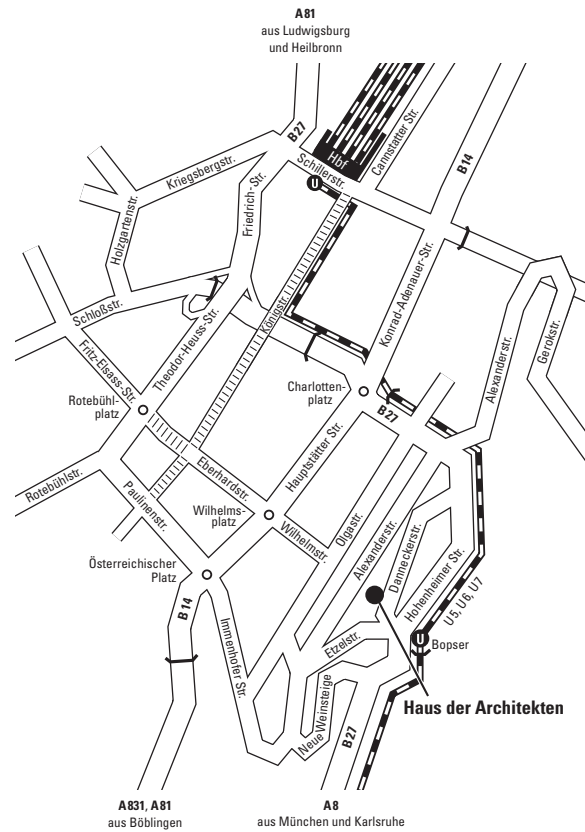 A81
aus Ludwigsburg
und Heilbronn
B27
Hbf
Cannstatter Str.
B14
Schillerstr.
U
Kriegsbergstr.
Friedrich-Str.
Holzgartenstr.
Königstr.
Konrad-Adenauer-Str.
Schloßstr.
Theodor-Heuss-Str.
Alexanderstr.
Gerokstr.
Fritz-Elsass-Str.
Rotebühl-
platz
Charlotten-
platz
B27
Hauptstätter Str.
Eberhardstr.
Rotebühlstr.
Paulinenstr.
Wilhelms-
platz
Wilhelmstr.
Olgastr.
Alexanderstr.
Danneckerstr.
Hohenheimer Str.
U5, U6, U7
Österreichischer
Platz
B14
Immenhofer Str.
Etzelstr.
U
Bopser
Neue Weinsteige
B27
Haus der Architekten
A831, A81
aus Böblingen
A8
aus München und Karlsruhe